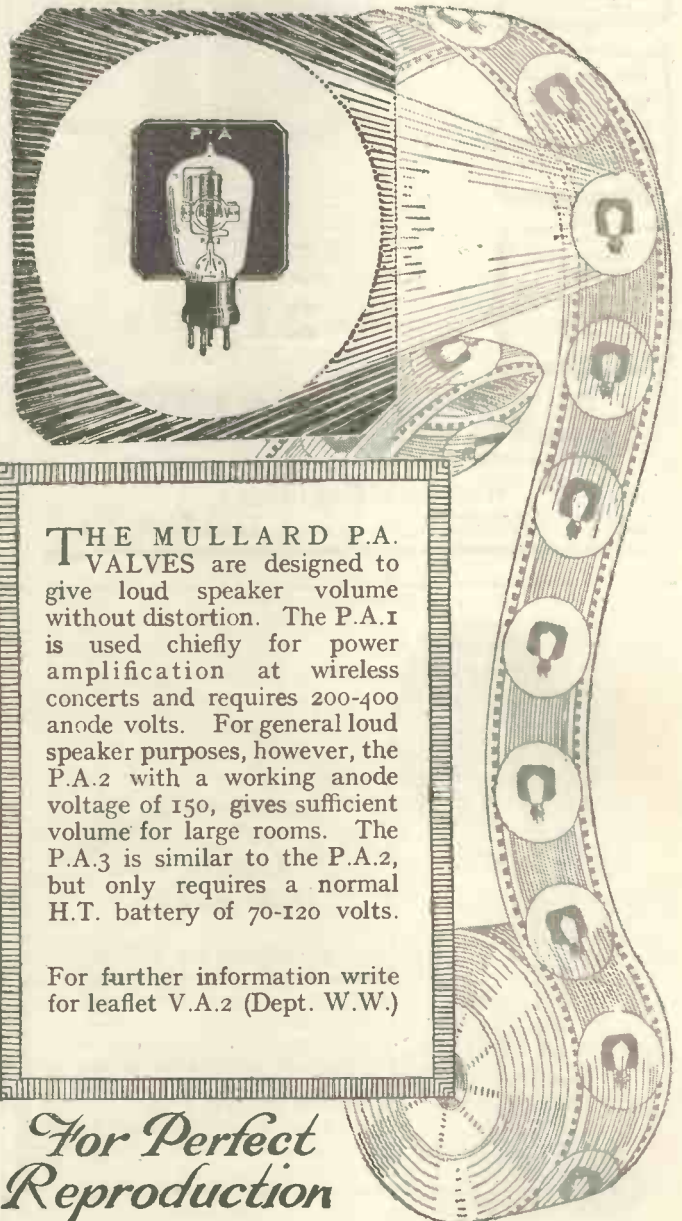 P.A
THE MULLARD P.A.
VALVES are designed to
give loud speaker volume
without distortion. The P.A.1
is used chiefly for power
amplification at wireless
concerts and requires 200-400
anode volts. For general loud
speaker purposes, however, the
P.A.2 with a working anode
voltage of 150, gives sufficient
volume for large rooms. The
P.A.3 is similar to the P.A.2,
but only requires a normal
H.T. battery of 70-120 volts.
For further information write
for leaflet V.A.2 (Dept. W.W.)
For Perfect
Reproduction